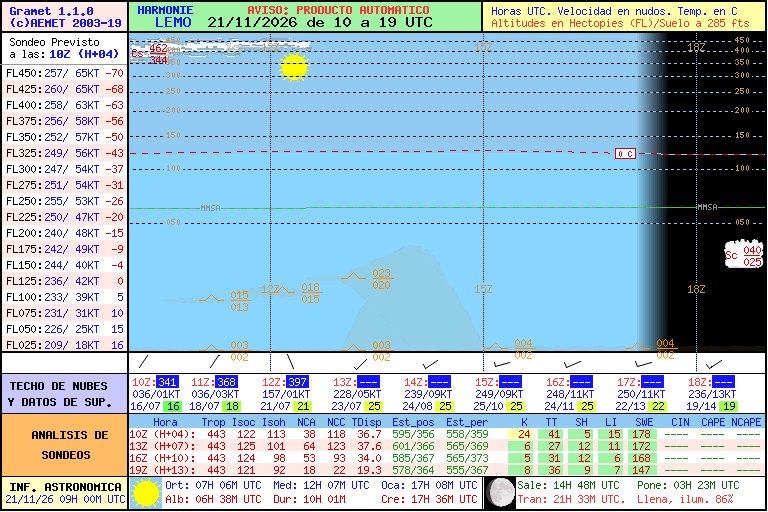 Gramet 1.1.0
(c)AEMET 2003-19
HARMONIE
LEMO
AVISO: PRODUCTO AUTOMATICO
21/11/2026 de 10 a 19 UTC
Horas UTC. Velocidad en nudos. Temp. en C
Altitudes en Hectopies (FL)/Suelo a 285 fts
Sondeo Previsto
a las: 10Z (H+04)
FL450:257/ 65KT -70
FL425:260/ 65KT -68
FL400:258/ 63KT -63
FL375:256/ 58KT -56
FL350:252/ 57KT -50
FL325:249/ 56KT -43
FL300:247/ 54KT -37
FL275:251/ 54KT -31
FL250:255/ 53KT -26
FL225:250/ 47KT -20
FL200:240/ 48KT -15
FL175:242/ 49KT -9
FL150:244/ 40KT -4
FL125:236/ 42KT 0
FL100:233/ 39KT 5
FL075:231/ 31KT 10
FL050:226/ 25KT 15
FL025:209/ 18KT 16
Cs 462
344
12Z 15Z 18Z
450 450
400 400
350 350
300 300
250 250
200 200
150 150
0 C
100 100
MMSA MMSA
050 050
Sc 040
025
023
020
12Z 018
015
015
013
15Z 18Z
003
002
003
002
004
002
004
002
TECHO DE NUBES
Y DATOS DE SUP.
10Z:341 11Z:368 12Z:397 13Z:--- 14Z:--- 15Z:--- 16Z:--- 17Z:--- 18Z:---
036/01KT 036/03KT 157/01KT 228/05KT 239/09KT 249/09KT 248/10KT 250/11KT 236/13KT
16/07 16 18/07 18 21/07 21 23/07 25 24/08 25 25/10 25 24/11 25 22/13 22 19/14 19
ANALISIS DE
SONDEOS
Hora Trop Isoc Isoh NCA NCC TDisp Est_pos Est_per K TT SH LI SWE CIN CAPE NCAPE
10Z (H+04): 443 122 113 38 118 36.7 595/356 558/359 24 41 5 15 178 ---- ---- ----
13Z (H+07): 443 125 101 64 123 37.6 601/366 563/369 6 27 12 11 172 ---- ---- ----
16Z (H+10): 443 124 98 53 93 34.0 585/367 565/373 5 31 12 6 168 ---- ---- ----
19Z (H+13): 443 121 92 18 22 19.3 578/364 555/367 8 36 9 7 147 ---- ---- ----
INF. ASTRONOMICA
21/11/26 09H 00M UTC
Ort: 07H 06M UTC Med: 12H 07M UTC Oca: 17H 08M UTC
Alb: 06H 38M UTC Dur: 10H 01M Cre: 17H 36M UTC
Sale: 14H 48M UTC Pone: 03H 23M UTC
Tran: 21H 33M UTC. Llena, ilum. 86%